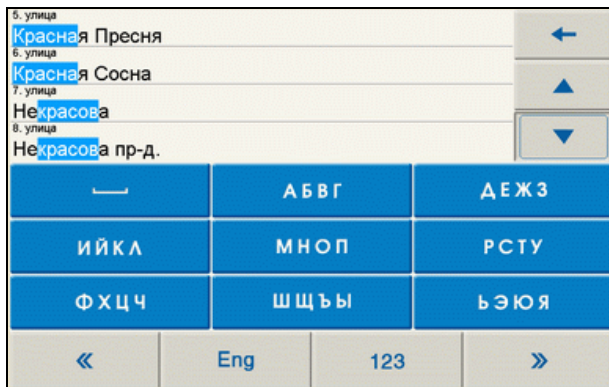 5. улица
Красная Пресня
6. улица
Красная Сосна
7. улица
Некрасова
8. улица
Некрасова пр-д.
АБВГ ДЕЖЗ
ИЙКЛ МНОП РСТУ
ФХЦЧ ШЩЪЫ ЬЭЮЯ
« Eng 123 »